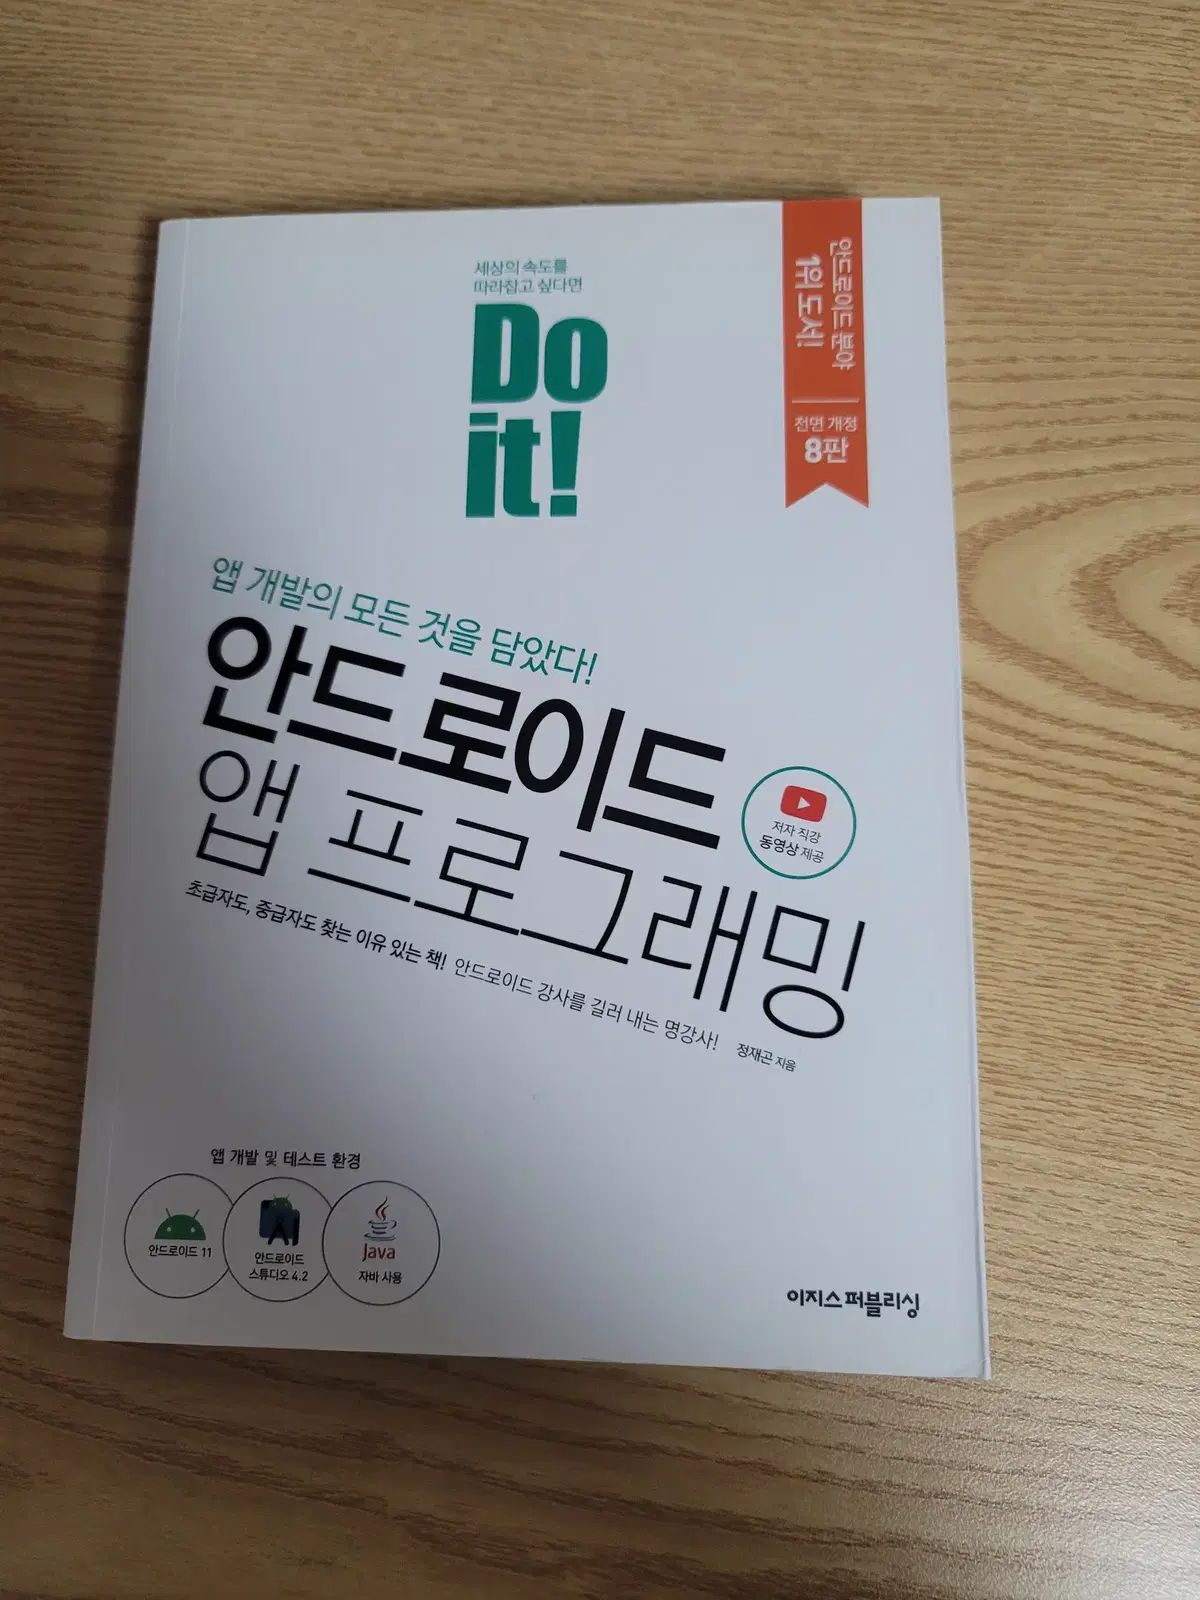 세상의 속도를
따라잡고 싶다면
Do
it!
안드로이드 분야
1위 도서!
전면 개정
8판
앱 개발의 모든 것을 담았다!
안드로이드
앱 프로그래밍
저자 직강
동영상 제공
초급자도, 중급자도 찾는 이유 있는 책! 안드로이드 강사를 길러 내는 명강사! 정재곤 지음
앱 개발 및 테스트 환경
안드로이드 11
안드로이드
스튜디오 4.2
Java
자바 사용
이지스퍼블리싱